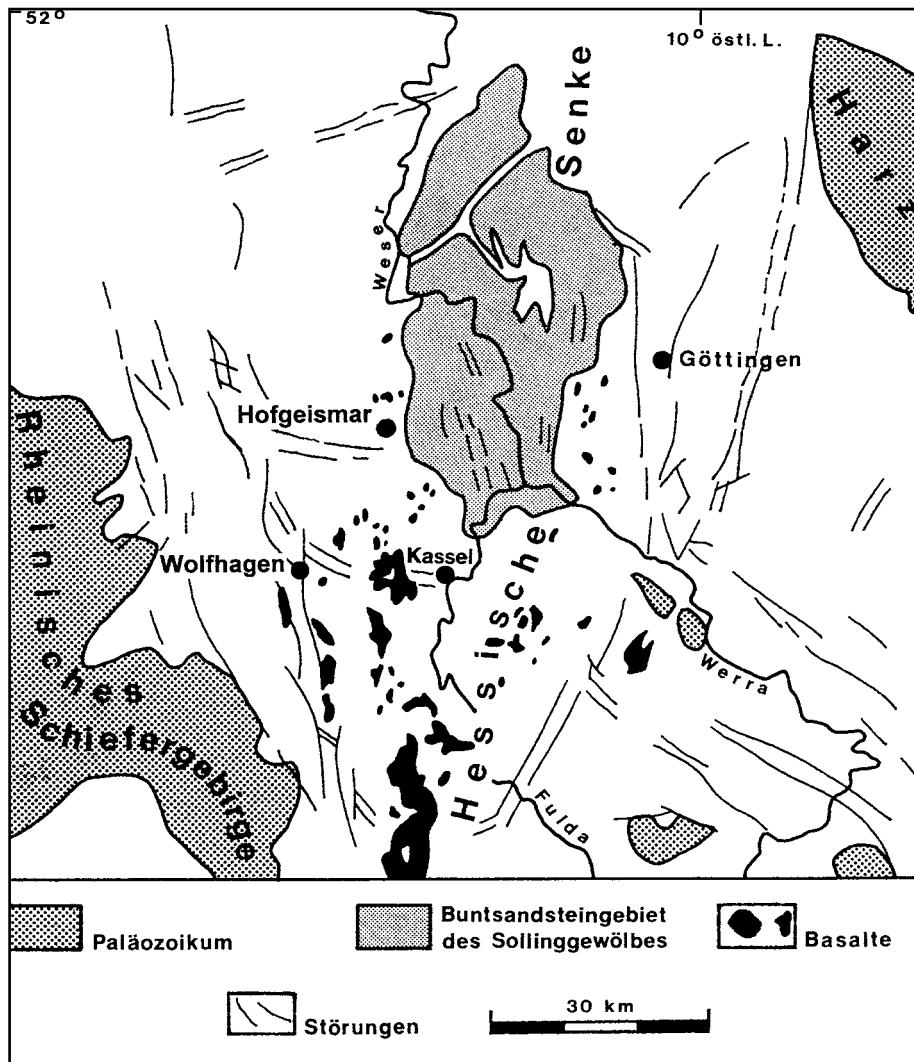 52°
10° östl. L.
Harz
Senke
Weser
Göttingen
Hofgeismar
Rheinisches
Schiefergebirge
Wolfhagen
Kassel
Hessische
Werra
Fulda
Paläozoikum
Buntsandsteingebiet
des Sollinggewölbes
Basalte
Störungen
30 km